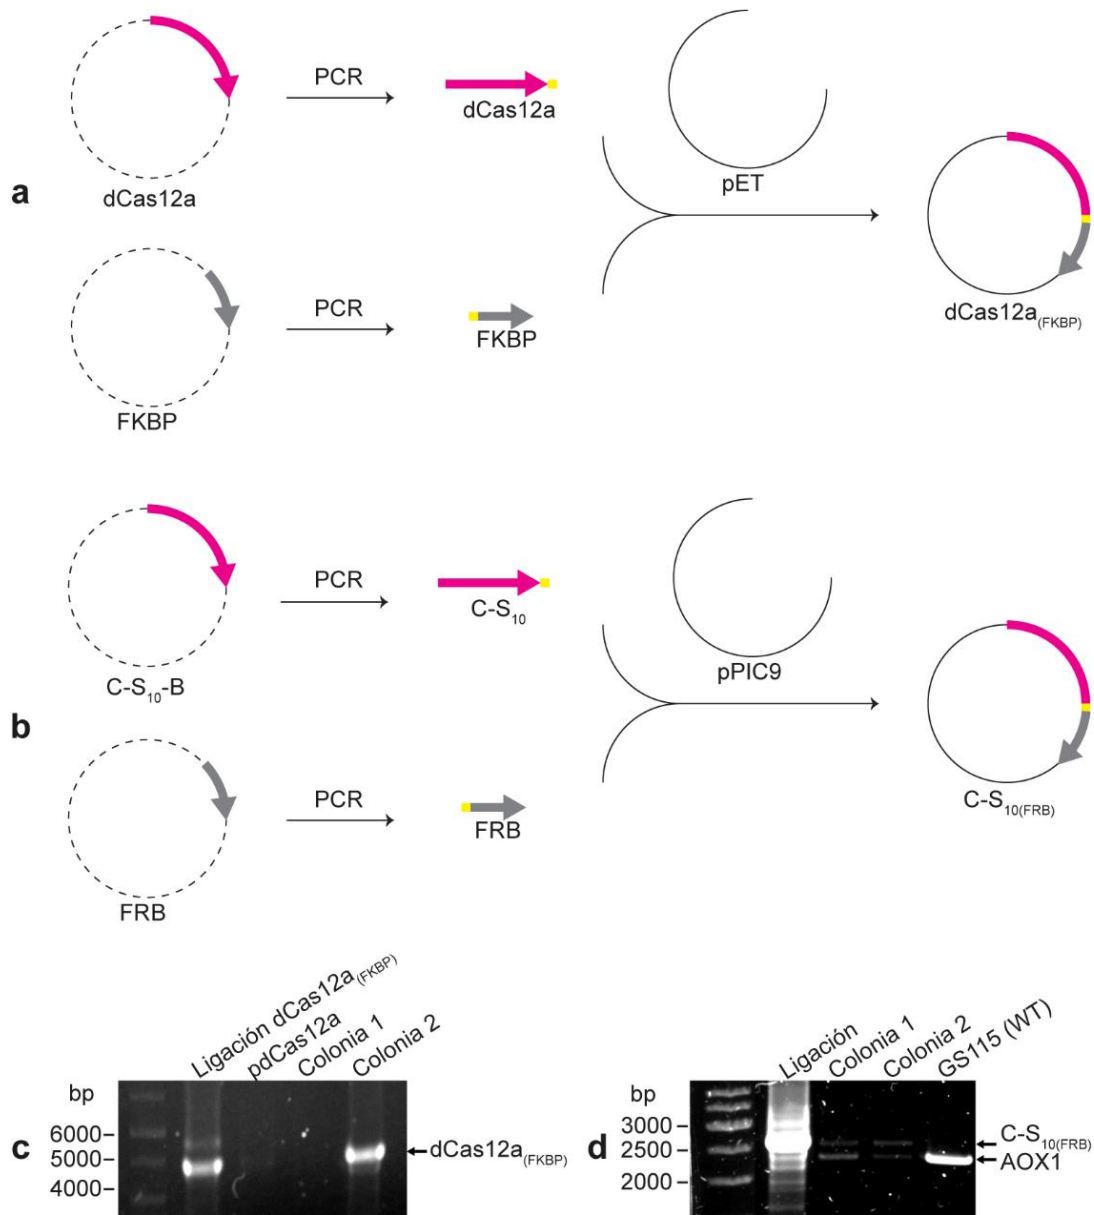 PCR
dCas12a
dCas12a
pET
a
PCR
FKBP
FKBP
dCas12a(FKBP)
PCR
C-S10
C-S10-B
pPIC9
b
PCR
FRB
FRB
C-S10(FRB)
Ligación dCas12a(FKBP)
pdCas12a
Colonia 1
Colonia 2
bp
6000
5000
4000
c
dCas12a(FKBP)
Ligación
Colonia 1
Colonia 2
GS115 (WT)
bp
3000
2500
2000
d
C-S10(FRB)
AOX1